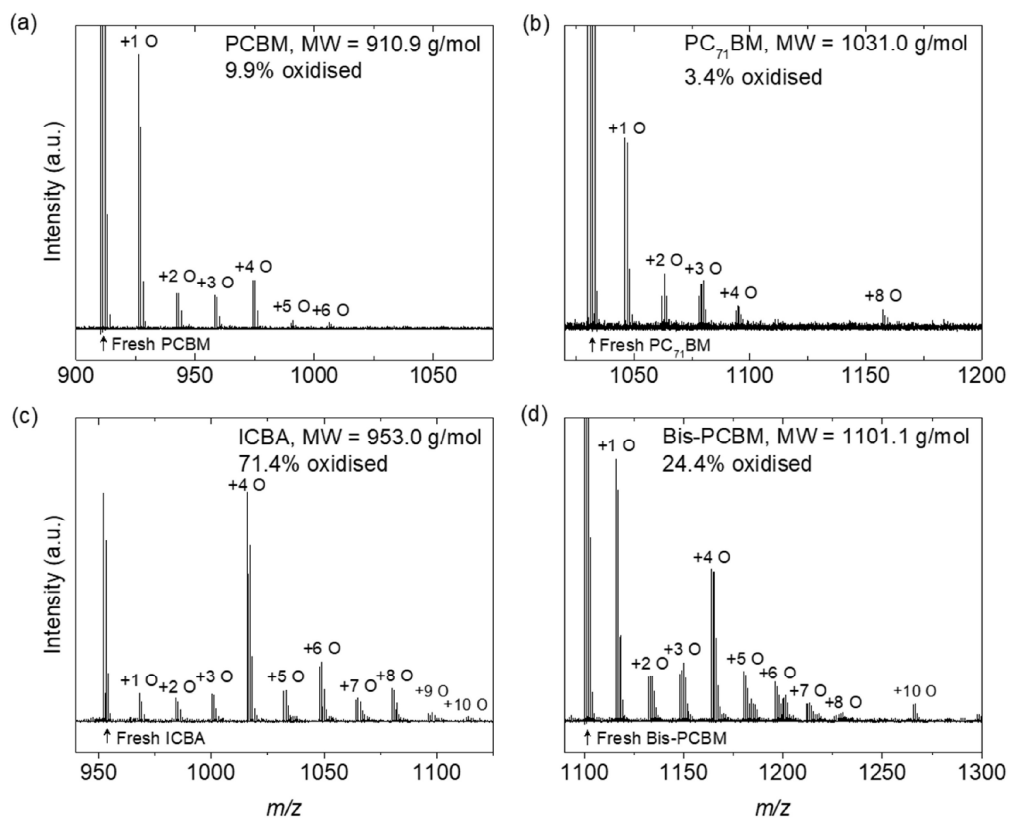 (a)
PCBM, MW = 910.9 g/mol
9.9% oxidised
+1 O
+2 O
+3 O
+4 O
+5 O
+6 O
Fresh PCBM
Intensity (a.u.)
900
950
1000
1050
(b)
PC71BM, MW = 1031.0 g/mol
3.4% oxidised
+1 O
+2 O
+3 O
+4 O
+8 O
Fresh PC71BM
1050
1100
1150
1200
(c)
ICBA, MW = 953.0 g/mol
71.4% oxidised
+1 O
+2 O
+3 O
+4 O
+5 O
+6 O
+7 O
+8 O
+9 O
+10 O
Fresh ICBA
Intensity (a.u.)
950
1000
1050
1100
m/z
(d)
Bis-PCBM, MW = 1101.1 g/mol
24.4% oxidised
+1 O
+2 O
+3 O
+4 O
+5 O
+6 O
+7 O
+8 O
+10 O
Fresh Bis-PCBM
1100
1150
1200
1250
1300
m/z